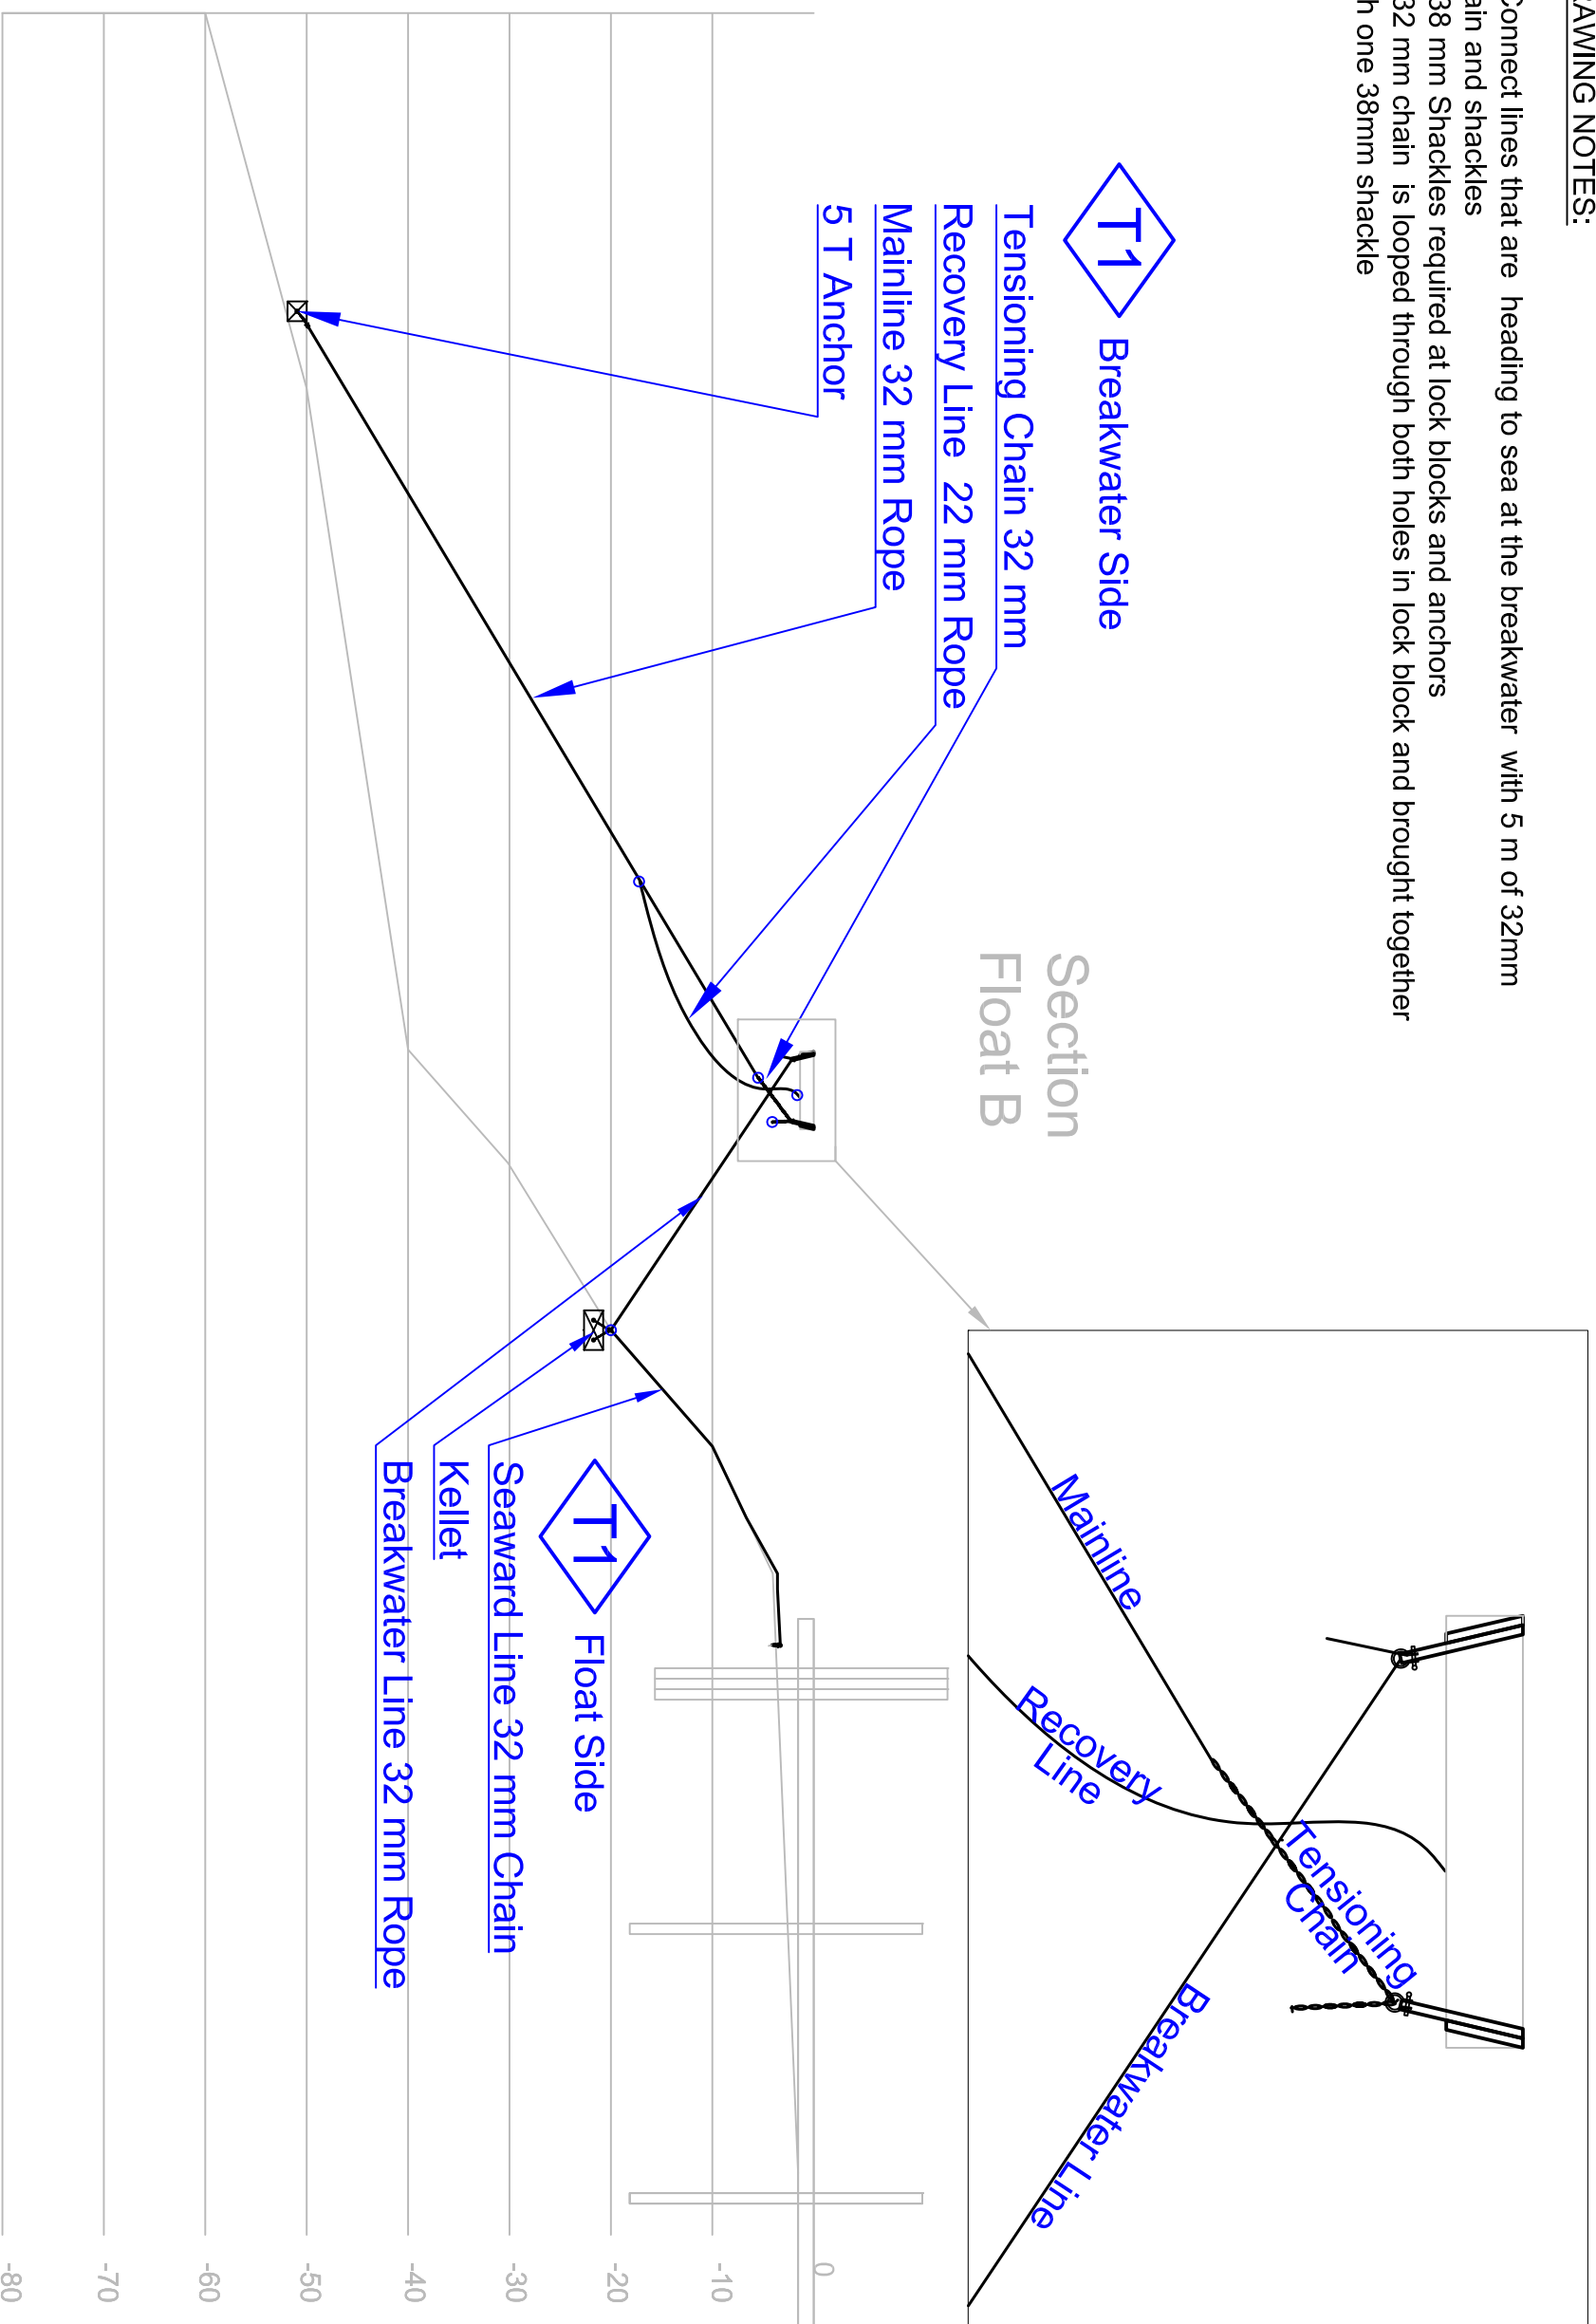 Connect lines that are heading to sea at the breakwater with 5 m of 32mm
and shackles
38 mm Shackles required at lock blocks and anchors
32 mm chain is looped through both holes in lock block and brought together
one 38mm shackle
NOTES:
T1
Breakwater Side
Tensioning Chain 32 mm
Recovery Line 22 mm Rope
Mainline 32 mm Rope
5 T Anchor
Section
Float B
Mainline
Recovery
Line
Tensioning
Chain
Breakwater Line
T1
Float Side
Seaward Line 32 mm Chain
Kellet
Breakwater Line 32 mm Rope
0
-10
-20
-30
-40
-50
-60
-70
-80